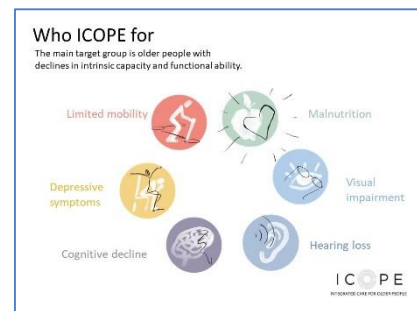 Who ICOPE for
The main target group is older people with
declines in intrinsic capacity and functional ability.
Limited mobility
Malnutrition
Depressive
symptoms
Visual
impairment
Cognitive decline
Hearing loss
ICOPE
INTEGRATED CARE FOR OLDER PEOPLE